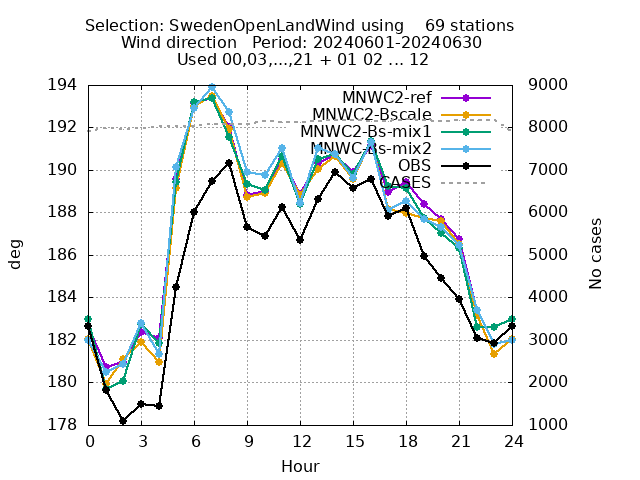 Selection: SwedenOpenLandWind using    69 stations
Wind direction   Period: 20240601-20240630
Used 00,03,...,21 + 01 02 ... 12
194 9000
MNWC2-ref
MNWC2-Bscale
192 8000
MNWC2-Bs-mix1
MNWC-Bs-mix2
190 OBS 7000
CASES
188 6000
deg
No cases
186 5000
184 4000
182 3000
180 2000
178 1000
0 3 6 9 12 15 18 21 24
Hour